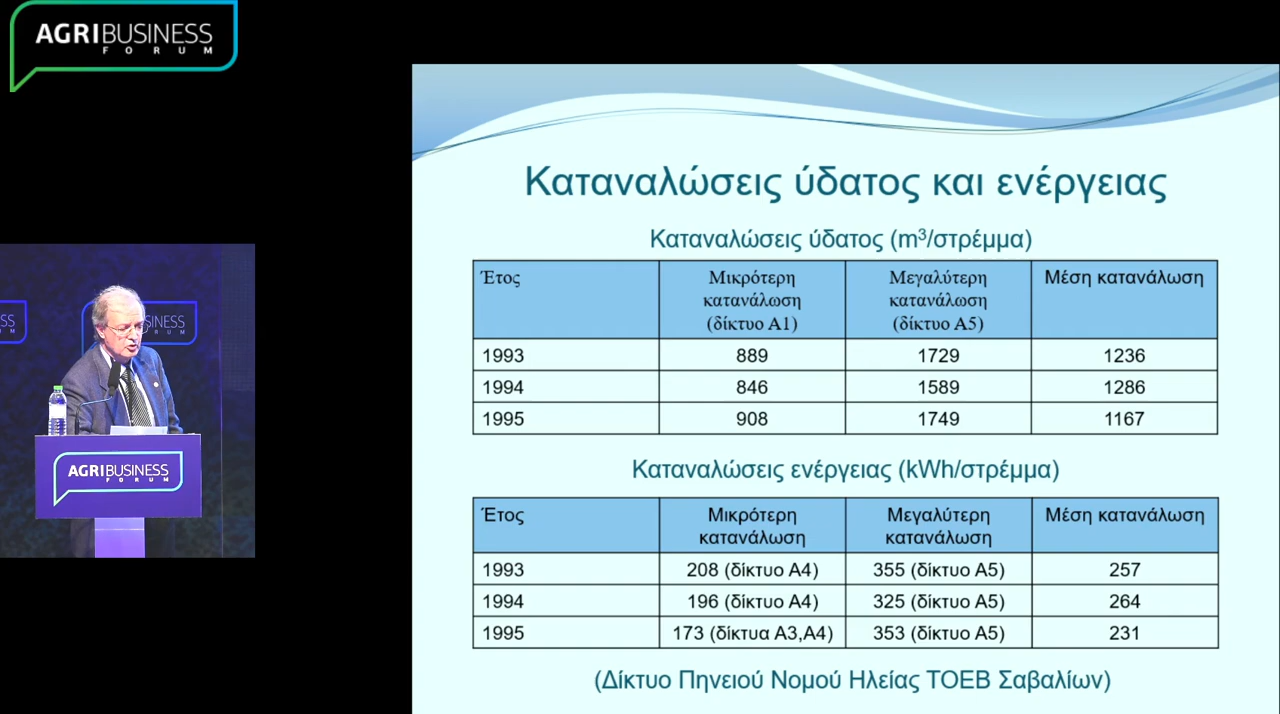 AGRIBUSINESS
FORUM
Καταναλώσεις ύδατος και ενέργειας
Καταναλώσεις ύδατος (m³/στρέμμα)
Έτος Μικρότερη κατανάλωση (δίκτυο Α1) Μεγαλύτερη κατανάλωση (δίκτυο Α5) Μέση κατανάλωση
1993 889 1729 1236
1994 846 1589 1286
1995 908 1749 1167
Καταναλώσεις ενέργειας (kWh/στρέμμα)
Έτος Μικρότερη κατανάλωση Μεγαλύτερη κατανάλωση Μέση κατανάλωση
1993 208 (δίκτυο Α4) 355 (δίκτυο Α5) 257
1994 196 (δίκτυο Α4) 325 (δίκτυο Α5) 264
1995 173 (δίκτυα Α3,Α4) 353 (δίκτυο Α5) 231
(Δίκτυο Πηνειού Νομού Ηλείας ΤΟΕΒ Σαβαλίων)
AGRIBUSINESS
FORUM